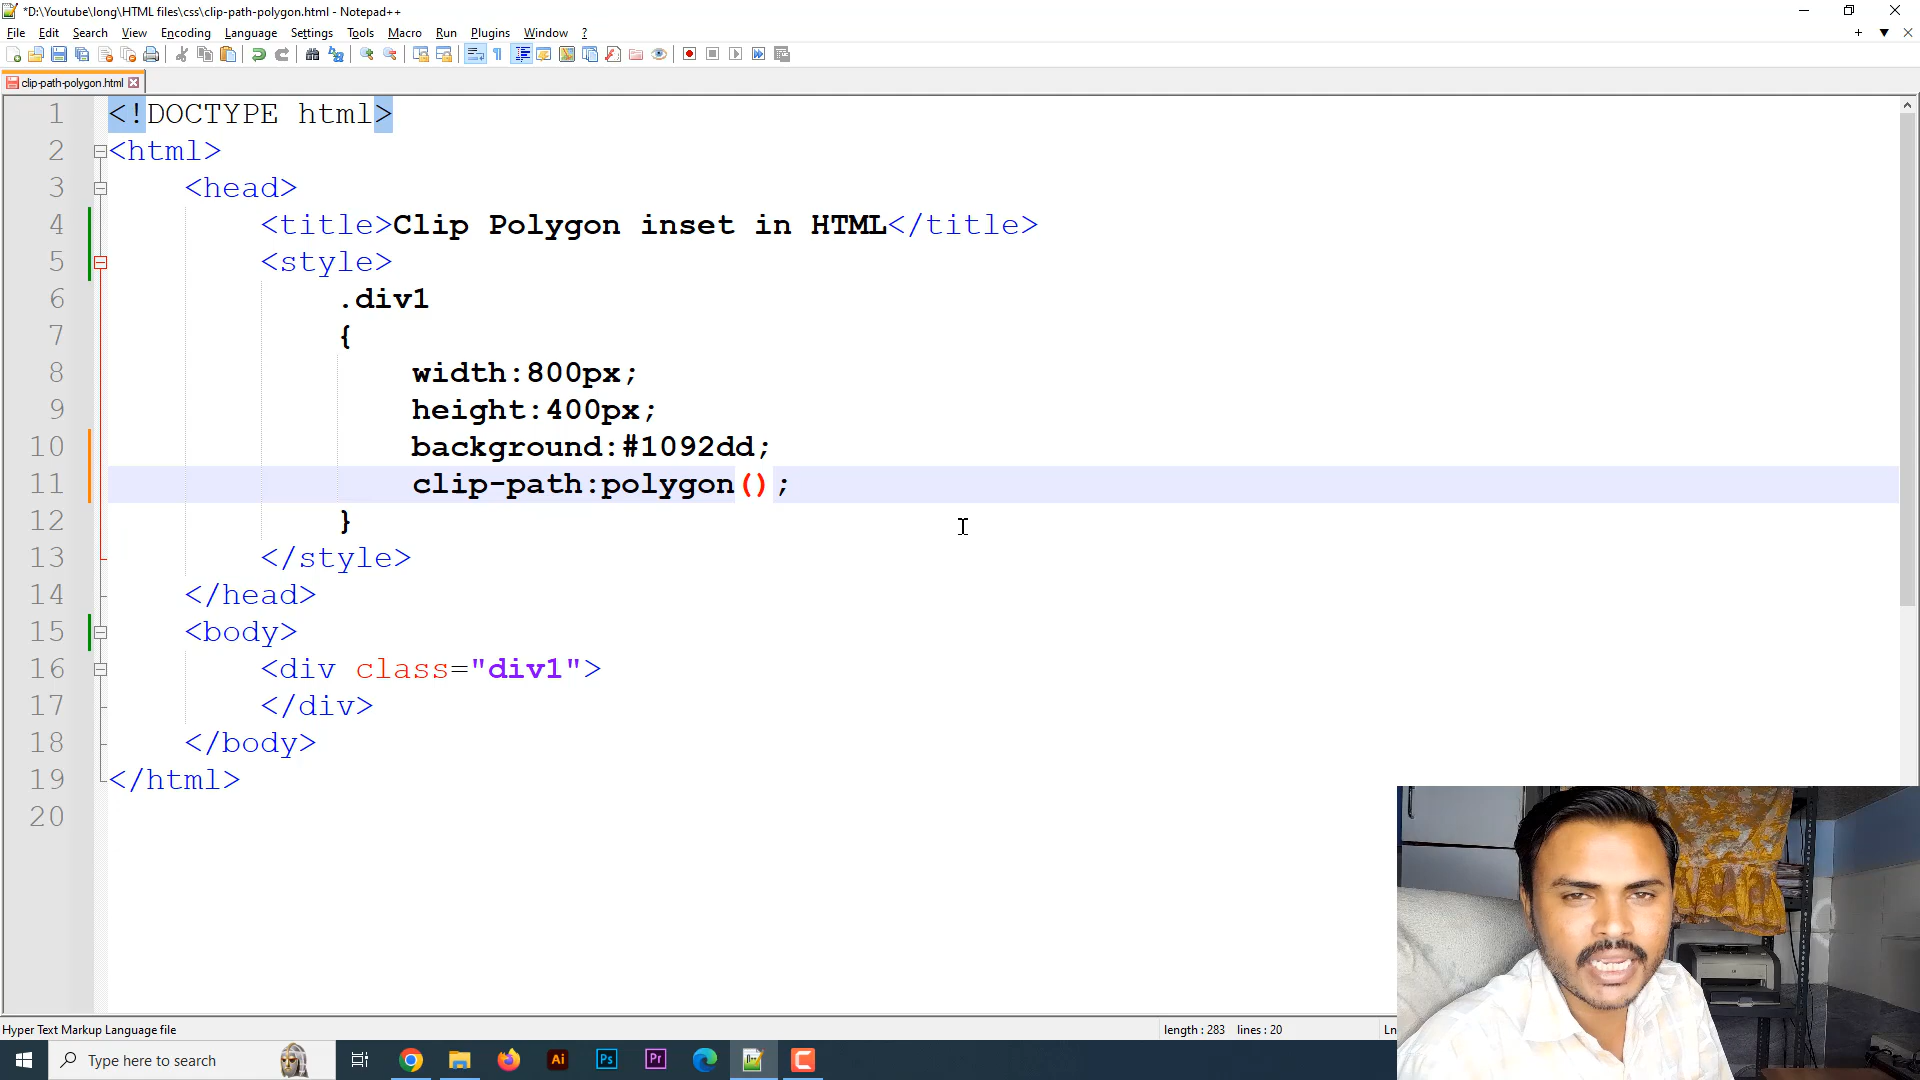 *D:\Youtube\long\HTML files\css\clip-path-polygon.html - Notepad++
File Edit Search View Encoding Language Settings Tools Macro Run Plugins Window ?
clip-path-polygon.html
1 <!DOCTYPE html>
2 <html>
3 <head>
4 <title>Clip Polygon inset in HTML</title>
5 <style>
6 .div1
7 {
8 width:800px;
9 height:400px;
10 background:#1092dd;
11 clip-path:polygon();
12 }
13 </style>
14 </head>
15 <body>
16 <div class="div1">
17 </div>
18 </body>
19 </html>
20
Hyper Text Markup Language file length : 283 lines : 20 Ln
Type here to search Ai Ps Pr